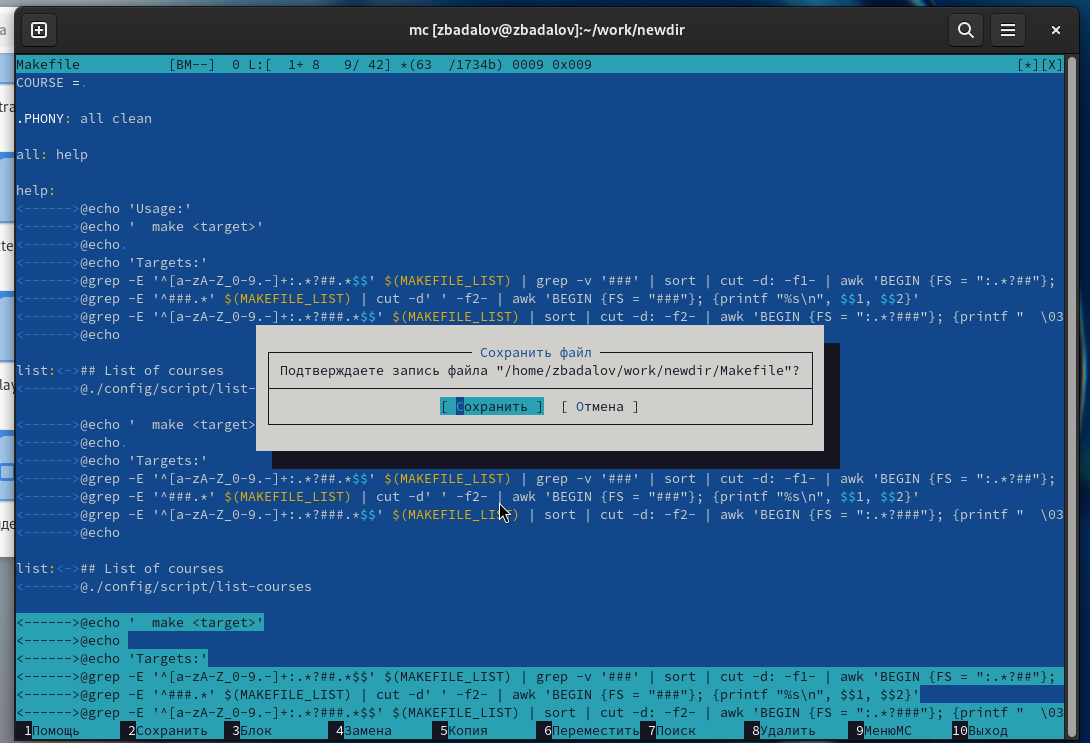 mc [zbadalov@zbadalov]:~/work/newdir
Makefile [BM--] 0 L:[ 1+ 8 9/ 42] *(63 /1734b) 0009 0x009 [*][X]
COURSE =.
.PHONY: all clean
all: help
help:
<------>@echo 'Usage:'
<------>@echo '  make <target>'
<------>@echo.
<------>@echo 'Targets:'
<------>@grep -E '^[a-zA-Z_0-9.-]+:.*?##.*$$' $(MAKEFILE_LIST) | grep -v '###' | sort | cut -d: -f1- | awk 'BEGIN {FS = ":.*?##"};
<------>@grep -E '^###.*' $(MAKEFILE_LIST) | cut -d' ' -f2- | awk 'BEGIN {FS = "###"}; {printf "%s\n", $$1, $$2}'
<------>@grep -E '^[a-zA-Z_0-9.-]+:.*?###.*$$' $(MAKEFILE_LIST) | sort | cut -d: -f2- | awk 'BEGIN {FS = ":.*?###"}; {printf "  \03
<------>@echo
list:<->## List of courses
<------>@./config/script/list-
<------>@echo '  make <target>
<------>@echo.
<------>@echo 'Targets:'
<------>@grep -E '^[a-zA-Z_0-9.-]+:.*?##.*$$' $(MAKEFILE_LIST) | grep -v '###' | sort | cut -d: -f1- | awk 'BEGIN {FS = ":.*?##"};
<------>@grep -E '^###.*' $(MAKEFILE_LIST) | cut -d' ' -f2- | awk 'BEGIN {FS = "###"}; {printf "%s\n", $$1, $$2}'
<------>@grep -E '^[a-zA-Z_0-9.-]+:.*?###.*$$' $(MAKEFILE_LIST) | sort | cut -d: -f2- | awk 'BEGIN {FS = ":.*?###"}; {printf "  \03
<------>@echo
list:<->## List of courses
<------>@./config/script/list-courses
<------>@echo '  make <target>'
<------>@echo
<------>@echo 'Targets:'
<------>@grep -E '^[a-zA-Z_0-9.-]+:.*?##.*$$' $(MAKEFILE_LIST) | grep -v '###' | sort | cut -d: -f1- | awk 'BEGIN {FS = ":.*?##"};
<------>@grep -E '^###.*' $(MAKEFILE_LIST) | cut -d' ' -f2- | awk 'BEGIN {FS = "###"}; {printf "%s\n", $$1, $$2}'
<------>@grep -E '^[a-zA-Z_0-9.-]+:.*?###.*$$' $(MAKEFILE_LIST) | sort | cut -d: -f2- | awk 'BEGIN {FS = ":.*?###"}; {printf "  \03
Сохранить файл
Подтверждаете запись файла "/home/zbadalov/work/newdir/Makefile"?
[ Сохранить ] [ Отмена ]
1Помощь 2Сохранить 3Блок 4Замена 5Копия 6Переместить 7Поиск 8Удалить 9МенюMC 10Выход